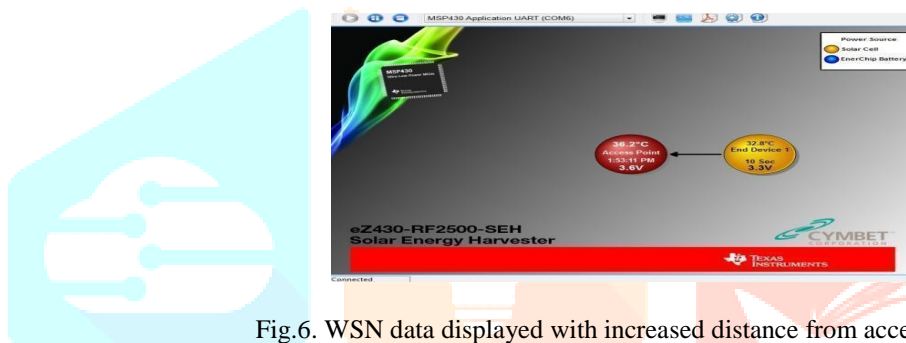 MSP430 Application UART (COM6)
Power Source
Solar Cell
EnerChip Battery
MSP430
36.2°C
Access Point
1:53:11 PM
3.6V
32.8°C
End Device 1
10 Sec
3.3V
eZ430-RF2500-SEH
Solar Energy Harvester
CYMBET
CORPORATION
TEXAS
INSTRUMENTS
Connected
Fig.6. WSN data displayed with increased distance from acce